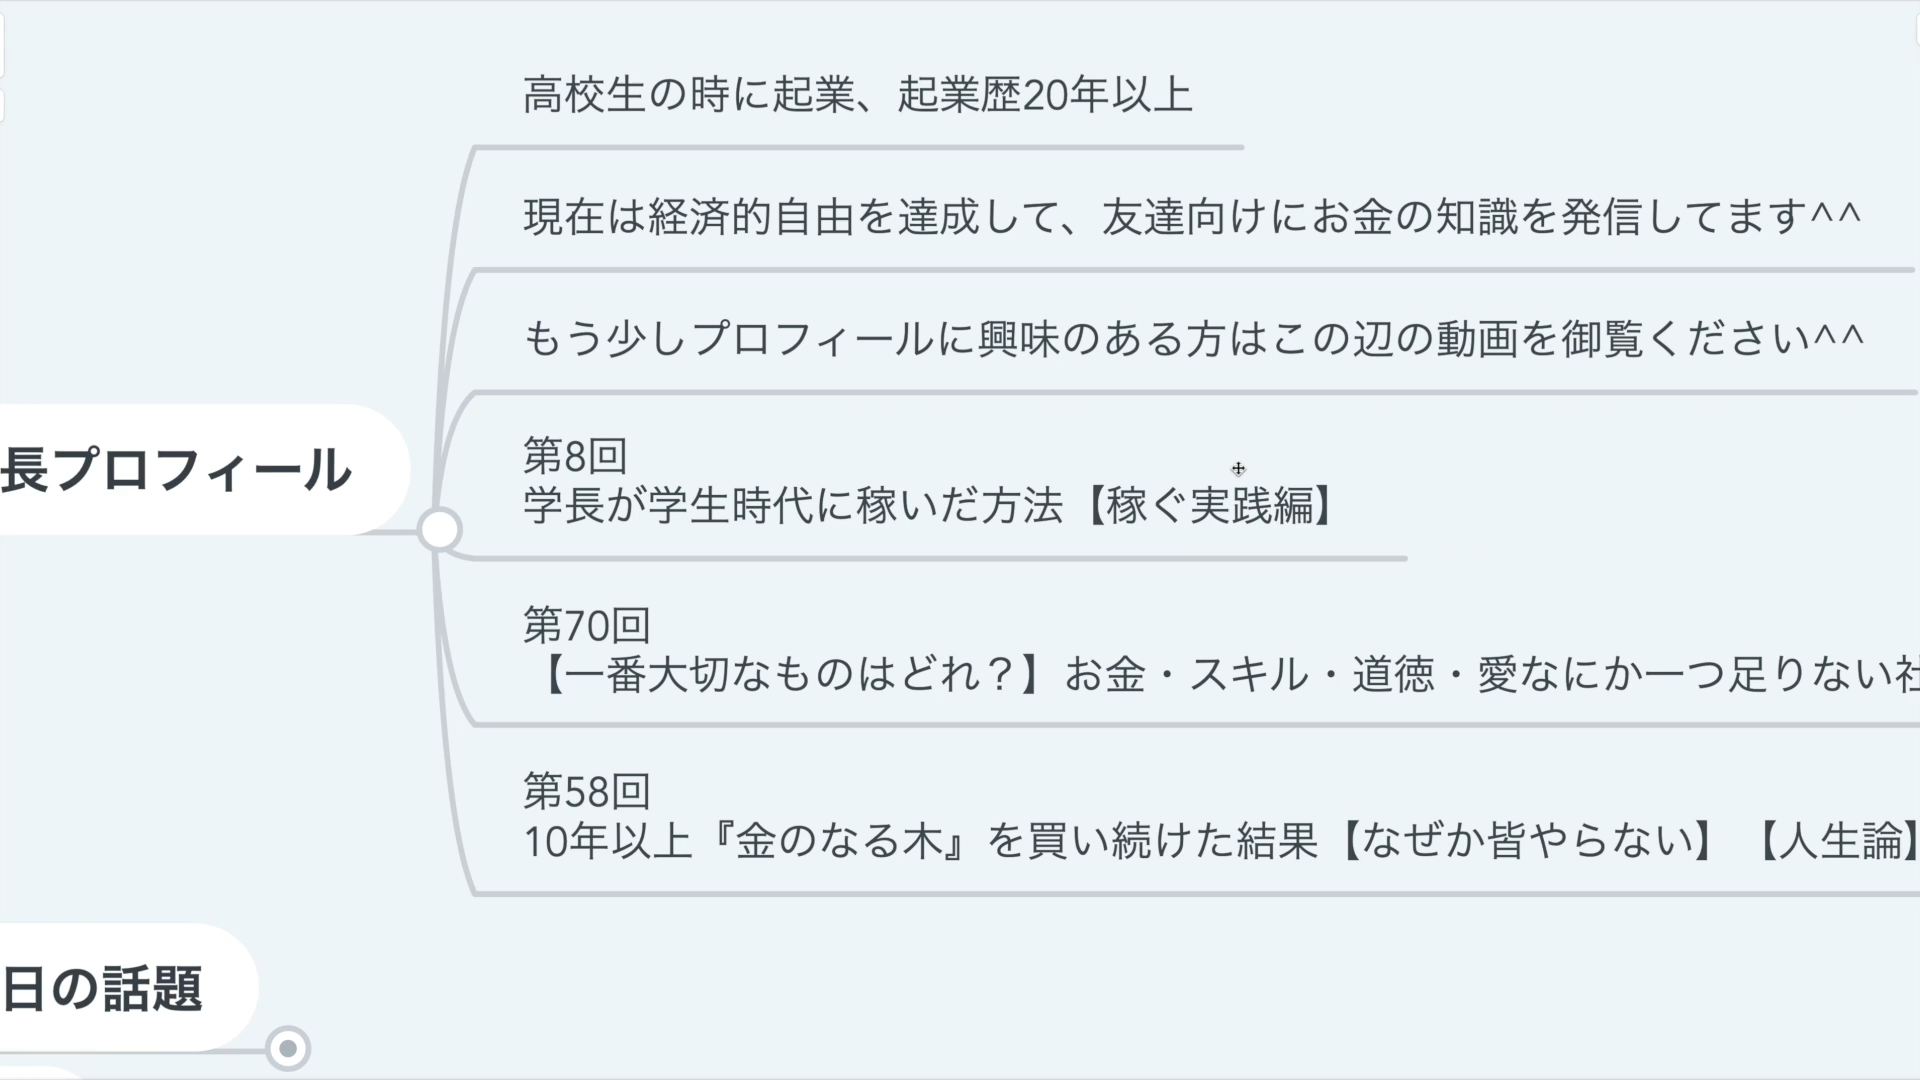 高校生の時に起業、起業歴20年以上
現在は経済的自由を達成して、友達向けにお金の知識を発信してます^^
もう少しプロフィールに興味のある方はこの辺の動画を御覧ください^^
長プロフィール
第8回
学長が学生時代に稼いだ方法【稼ぐ実践編】
第70回
【一番大切なものはどれ？】お金・スキル・道徳・愛なにか一つ足りない社
第58回
10年以上『金のなる木』を買い続けた結果【なぜか皆やらない】【人生論】
日の話題